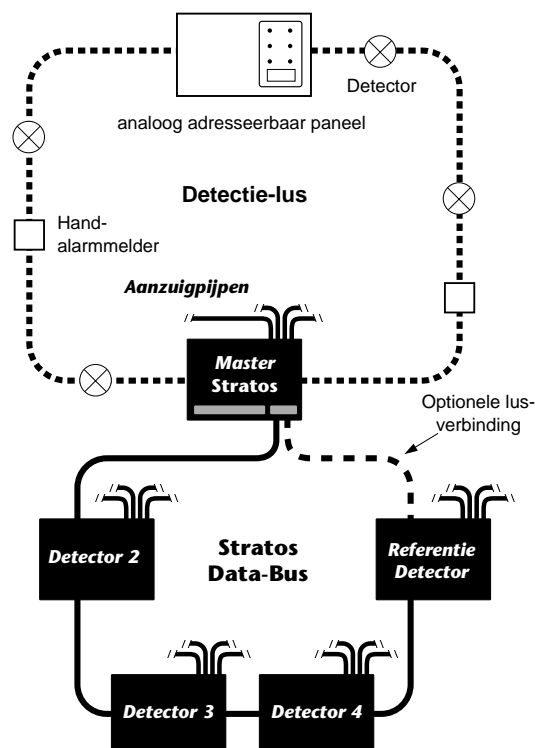 Detector
analoog adresseerbaar paneel
Detectie-lus
Hand-
alarmmelder
Aanzuigpijpen
Master
Stratos
Optionele lus-
verbinding
Detector 2
Stratos
Data-Bus
Referentie
Detector
Detector 3
Detector 4